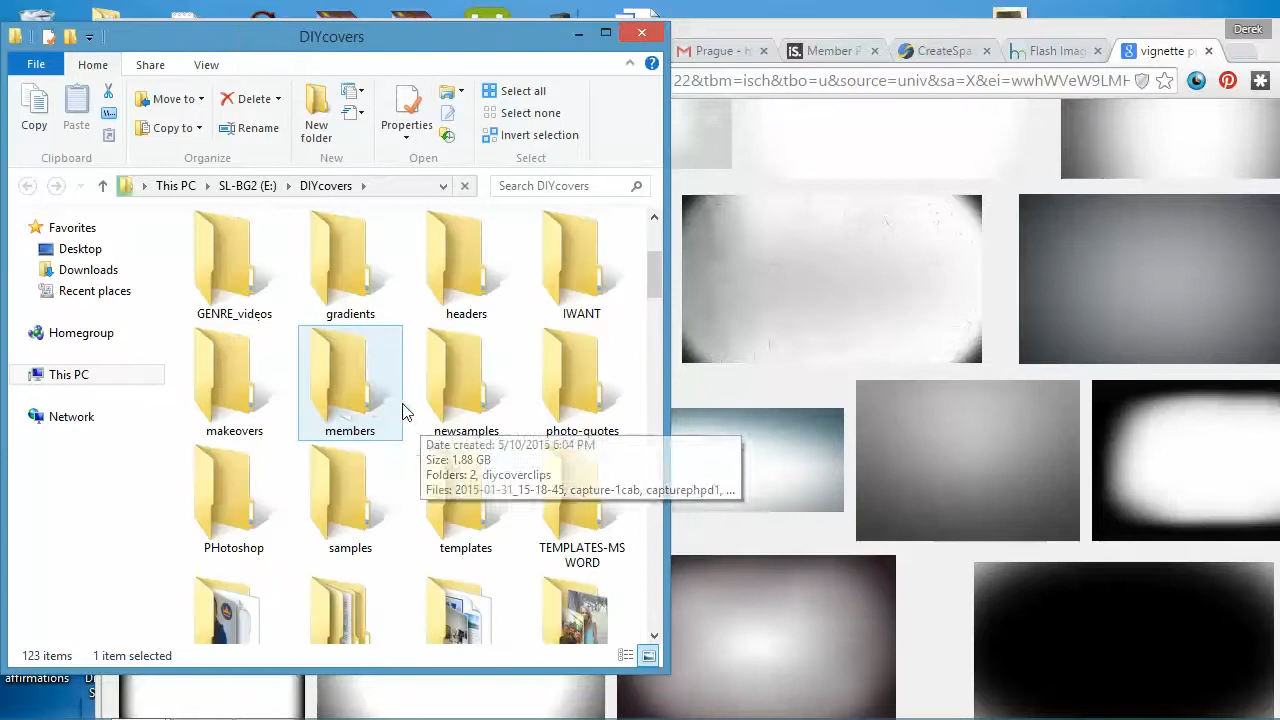 DIYcovers
Derek
File
Home
Share
View
Prague - H
Member P
CreateSpa
Flash Imag
vignette p
22&tbm=isch&tbo=u&source=univ&sa=X&ei=wwhWVeW9LMH
Copy
Paste
Move to
Copy to
Delete
Rename
New
folder
Properties
Select all
Select none
Invert selection
Clipboard
Organize
New
Open
Select
This PC
SL-BG2 (E:)
DIYcovers
Search DIYcovers
Favorites
Desktop
Downloads
Recent places
Homegroup
This PC
Network
GENRE_videos
gradients
headers
IWANT
makeovers
members
newsamples
photo-quotes
Date created: 5/10/2015 6:04 PM
Size: 1.88 GB
Folders: 2, diycoverclips
Files: 2015-01-31_15-18-45, capture-1cab, capturephpd1, ...
PHotoshop
samples
templates
TEMPLATES-MS
WORD
123 items
1 item selected
affirmations